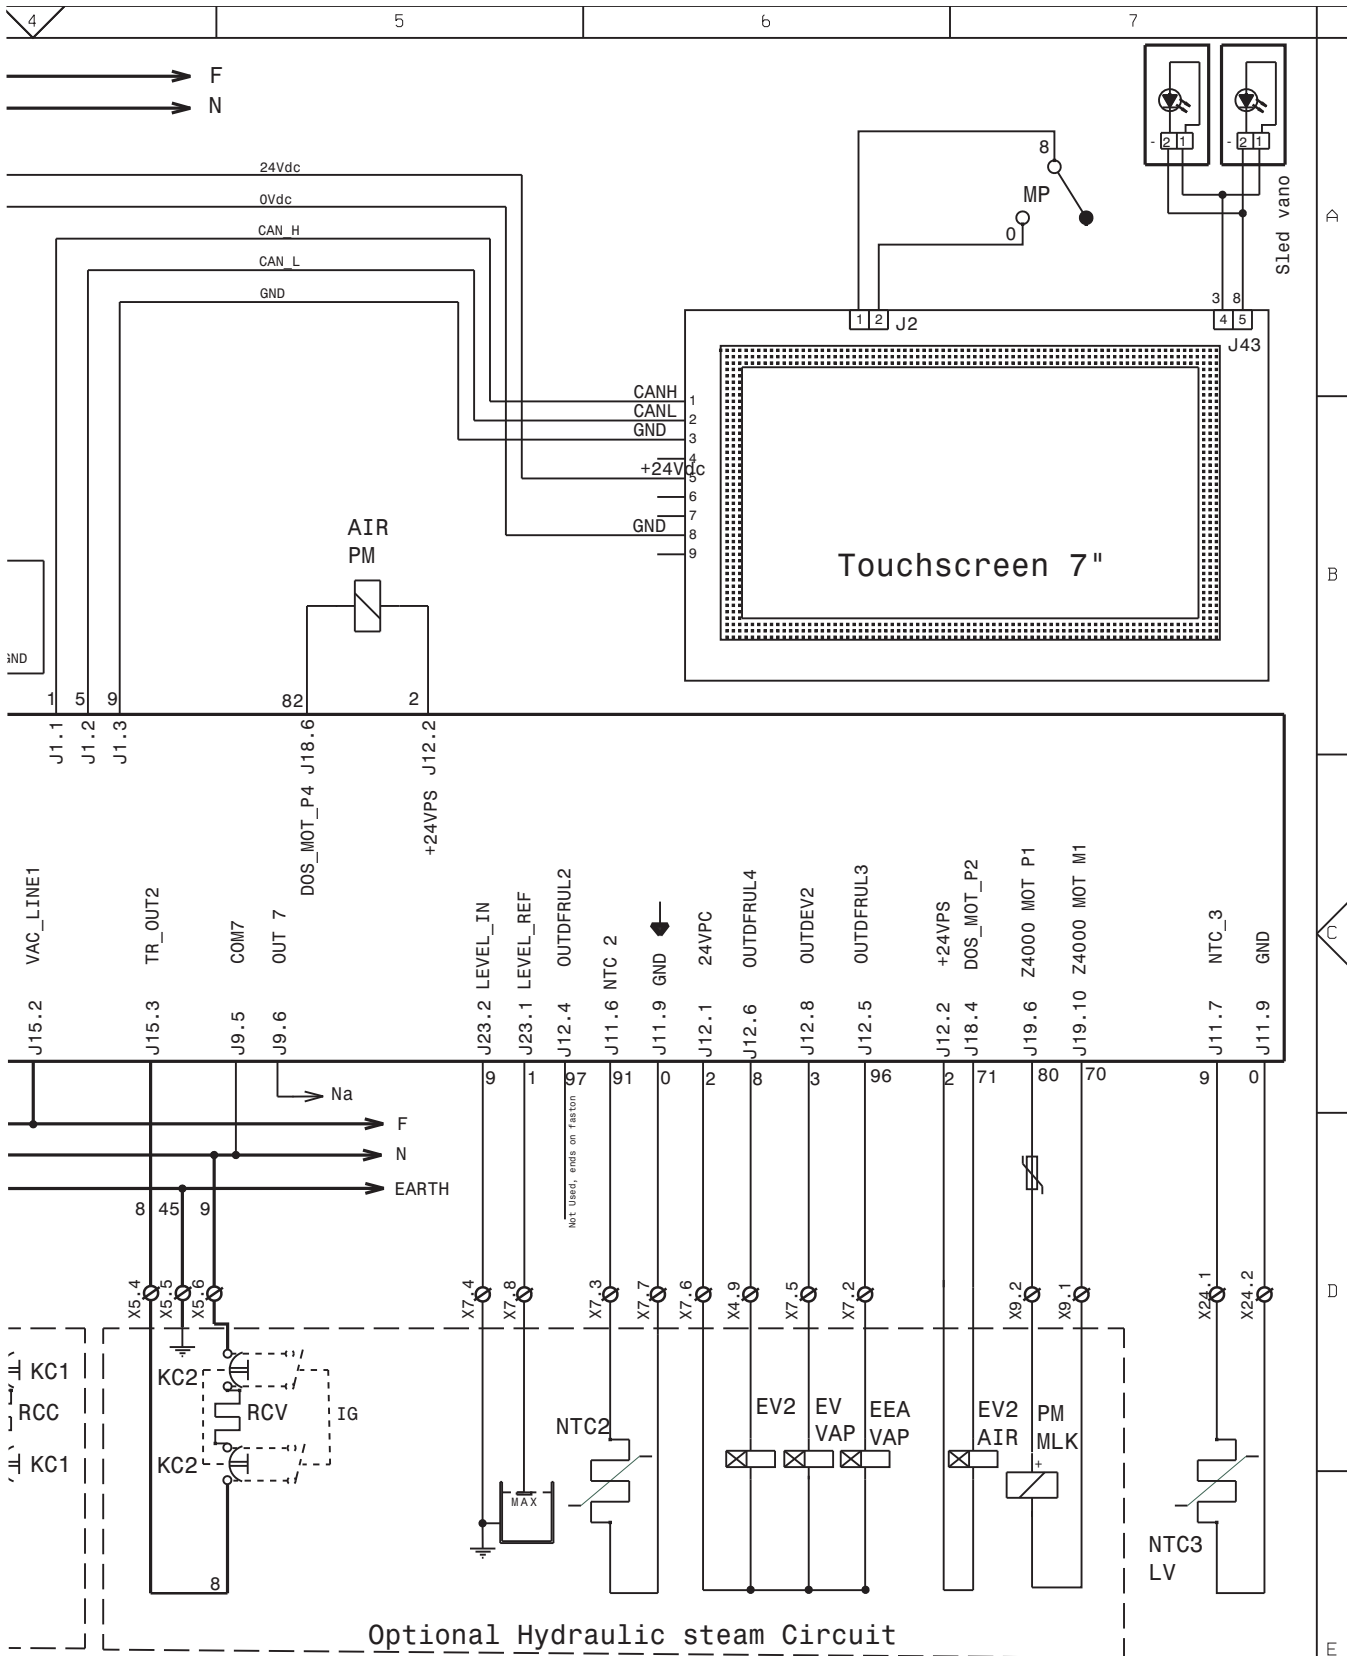 4
5
6
7
F
N
24Vdc
0Vdc
CAN_H
CAN_L
GND
8
MP
0
- 2 1
- 2 1
Sled vano
A
3 8
1 2 J2
4 5
J43
CANH 1
CANL 2
GND 3
4
+24Vdc 5
6
7
GND 8
9
Touchscreen 7"
AIR
PM
B
GND
1 5 9 82 2
J1.1
J1.2
J1.3
DOS_MOT_P4 J18.6
+24VPS J12.2
C
J15.2 VAC_LINE1
J15.3 TR_OUT2
J9.5 COM7
J9.6 OUT 7
J23.2 LEVEL_IN
J23.1 LEVEL_REF
J12.4 OUTDFRUL2
J11.6 NTC 2
J11.9 GND
J12.1 24VPC
J12.6 OUTDFRUL4
J12.8 OUTDEV2
J12.5 OUTDFRUL3
J12.2 +24VPS
J18.4 DOS_MOT_P2
J19.6 Z4000 MOT P1
J19.10 Z4000 MOT M1
J11.7 NTC_3
J11.9 GND
9 1 97 91 0 2 8 3 96 2 71 80 70 9 0
Na
F
N
EARTH
Not Used, ends on faston
8 45 9
D
X5.4
X5.5
X5.6
X7.4
X7.8
X7.3
X7.7
X7.6
X4.9
X7.5
X7.2
X9.2
X9.1
X24.1
X24.2
KC1
RCC
KC1
KC2
RCV
IG
KC2
8
MAX
NTC2
EV2
EV
VAP
EEA
VAP
EV2
AIR
PM
MLK
+
NTC3
LV
Optional Hydraulic steam Circuit
E